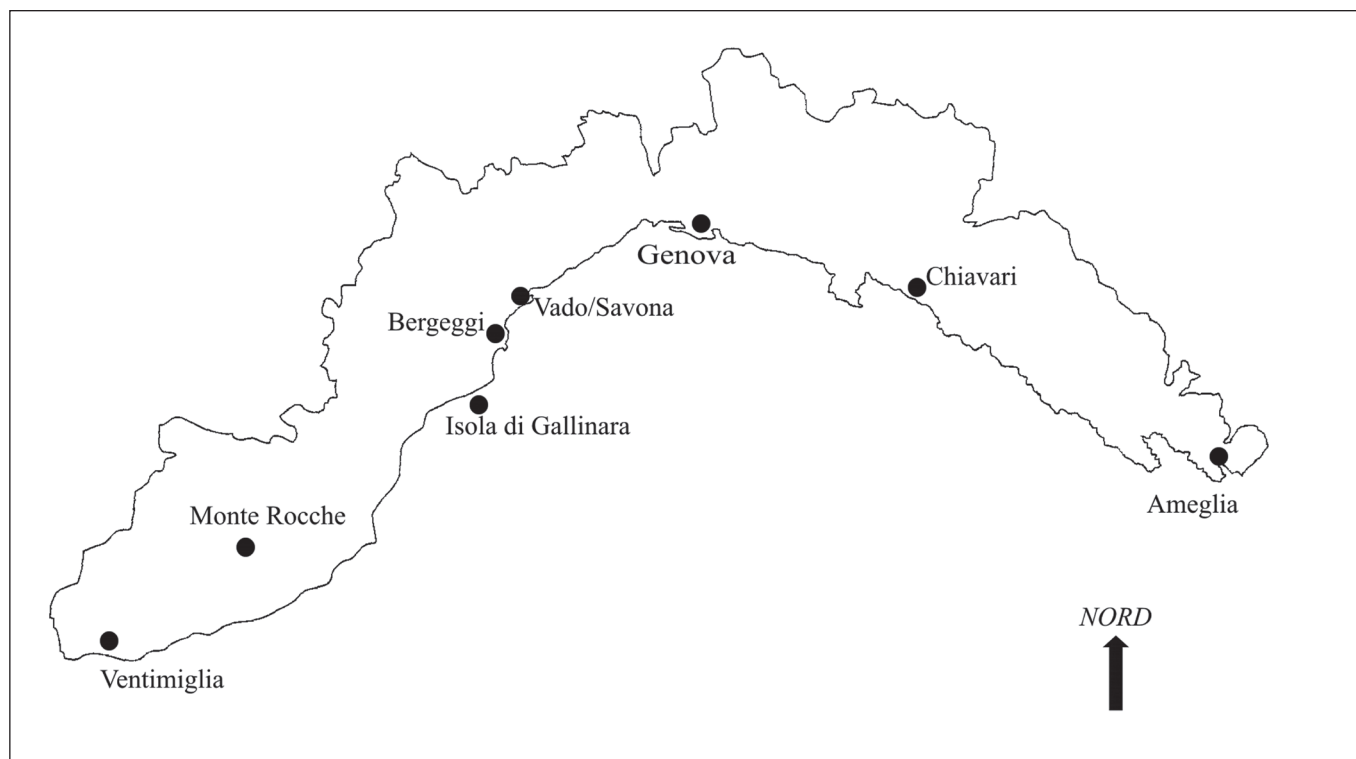 Genova
Chiavari
Vado/Savona
Bergeggi
Isola di Gallinara
Monte Rocche
Ameglia
NORD
Ventimiglia